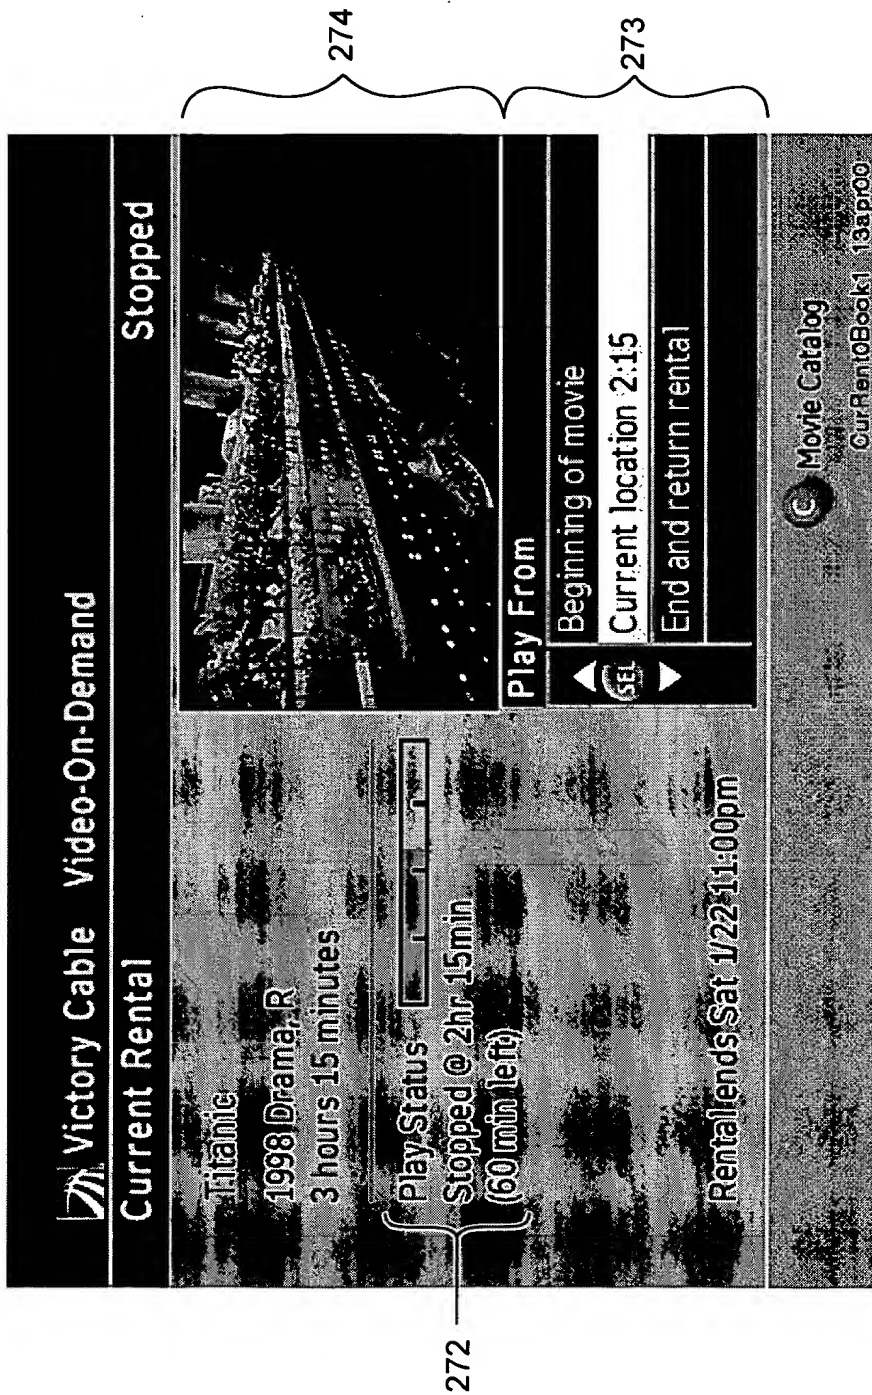 Victory Cable Video-On-Demand
Current Rental
Stopped
Titanic
1998 Drama, R
3 hours 15 minutes
Play Status
Stopped @ 2hr 15min
(60 min left)
Rental ends Sat 1/22 11:00pm
Play From
Beginning of movie
SEL
Current location 2:15
End and return rental
C Movie Catalog
CurRent0Book1 13apr00
272
274
273